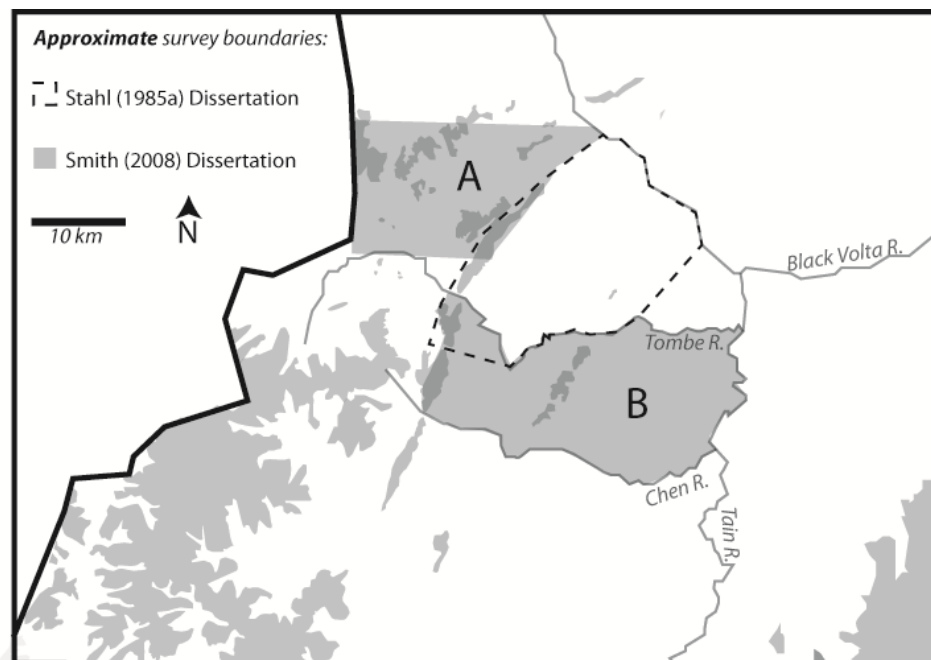 Approximate survey boundaries:
Stahl (1985a) Dissertation
Smith (2008) Dissertation
10 km
N
A
Black Volta R.
Tombe R.
B
Chen R.
Tain R.